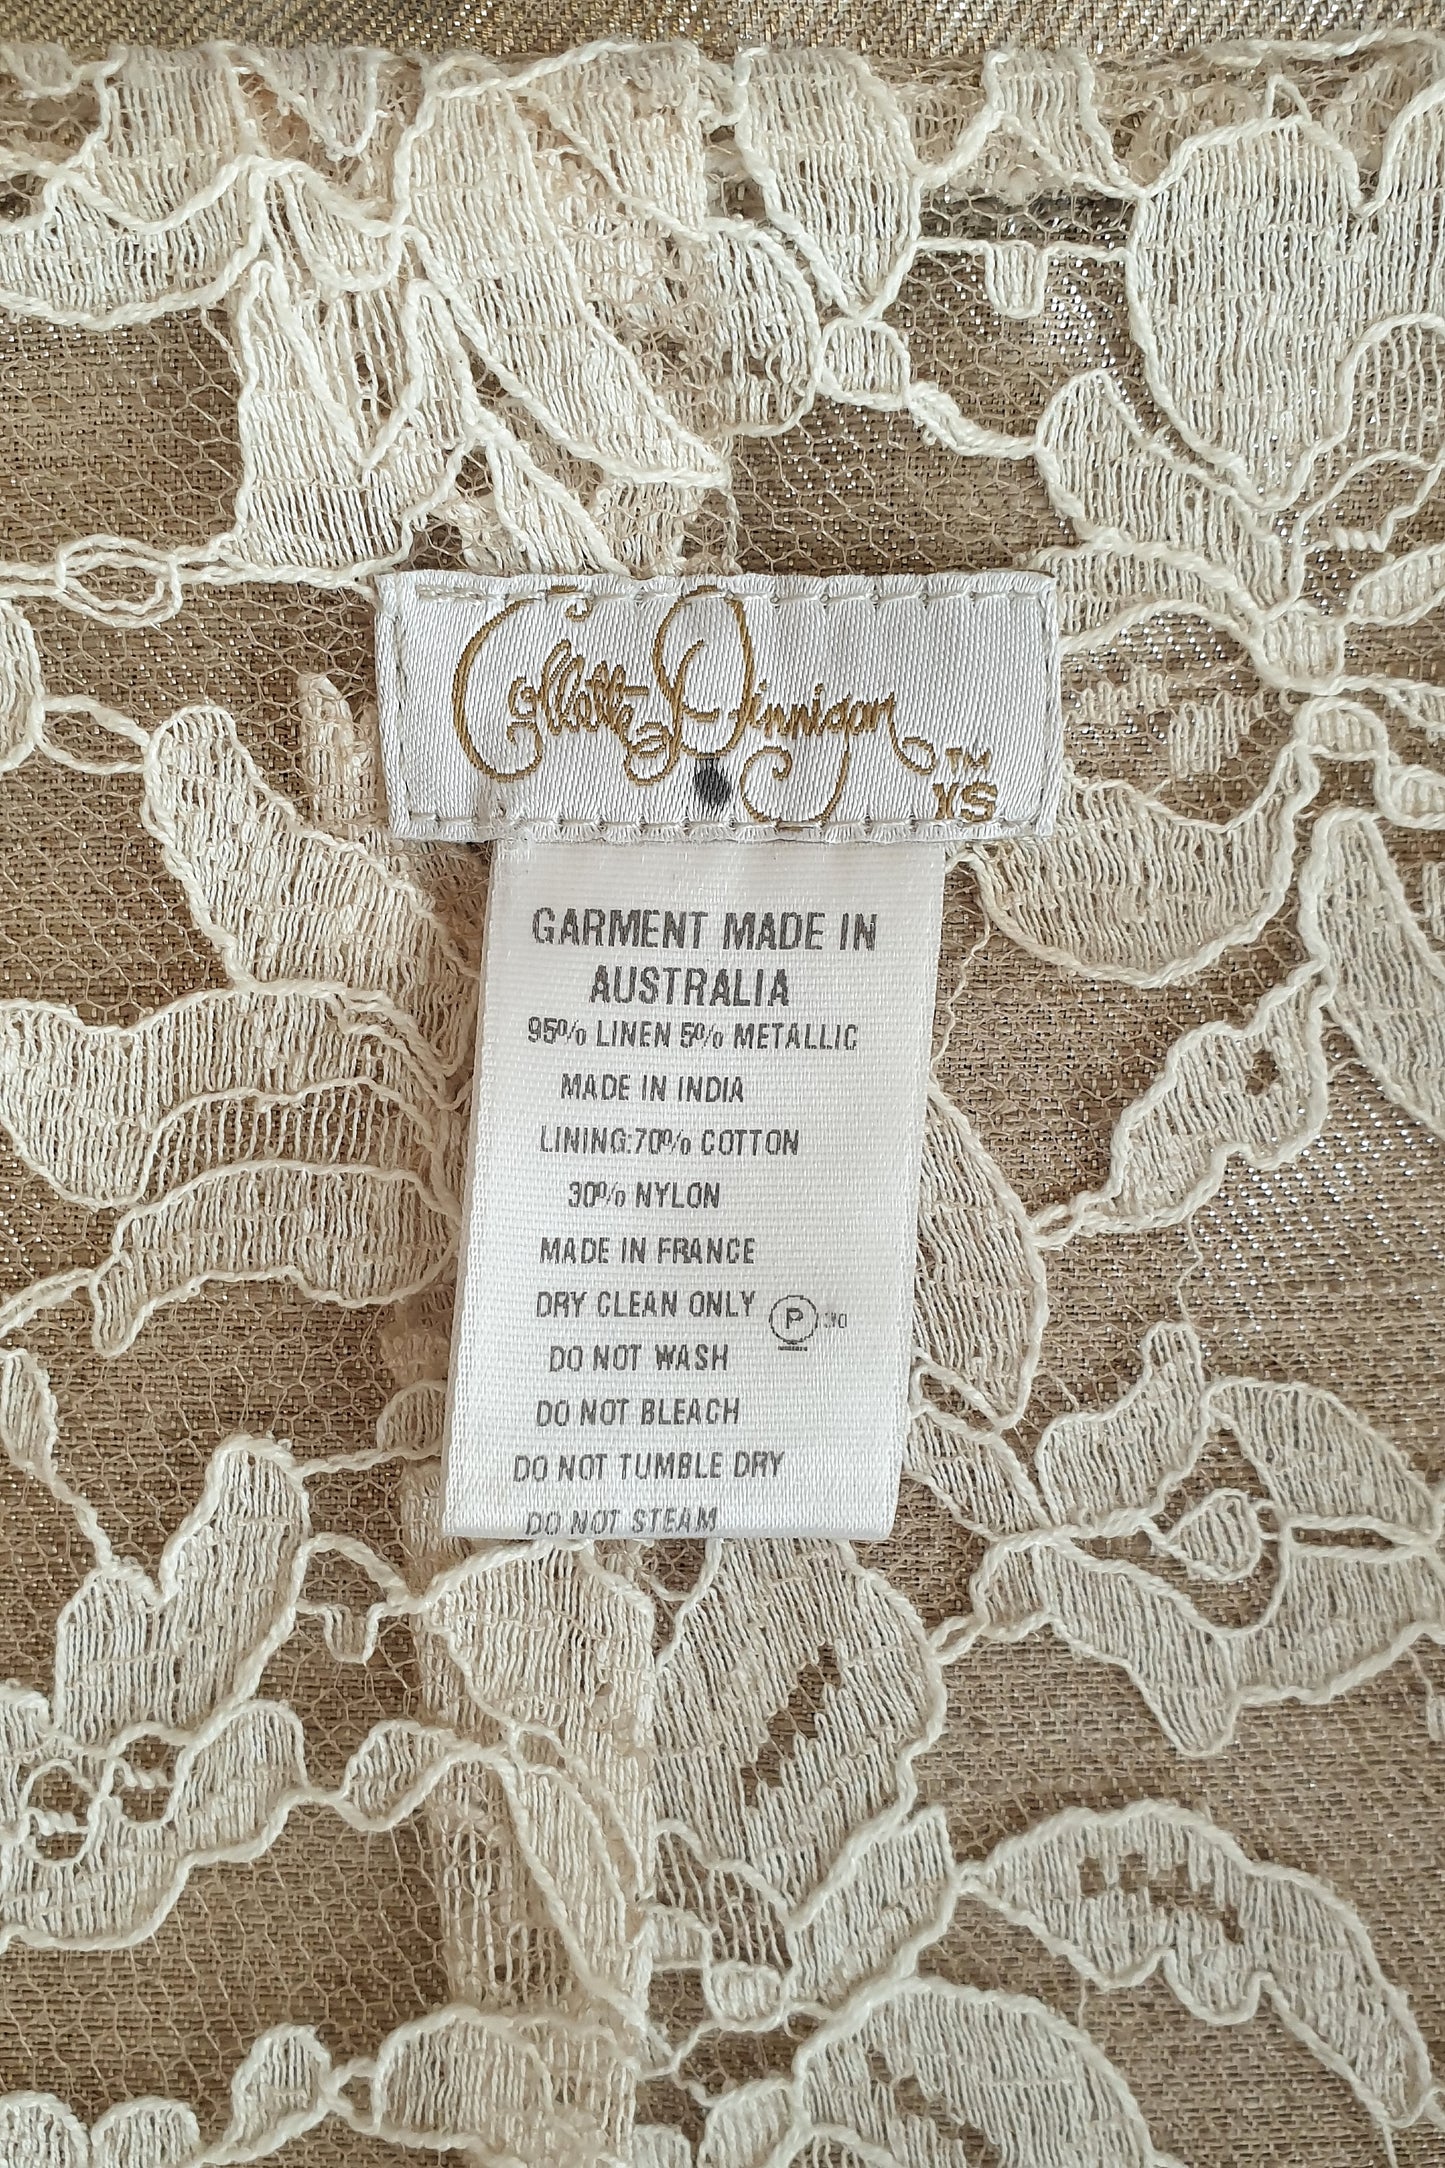 Collette Dinnigan TM
XS
GARMENT MADE IN
AUSTRALIA
95% LINEN 5% METALLIC
MADE IN INDIA
LINING:70% COTTON
30% NYLON
MADE IN FRANCE
DRY CLEAN ONLY P
DO NOT WASH
DO NOT BLEACH
DO NOT TUMBLE DRY
DO NOT STEAM